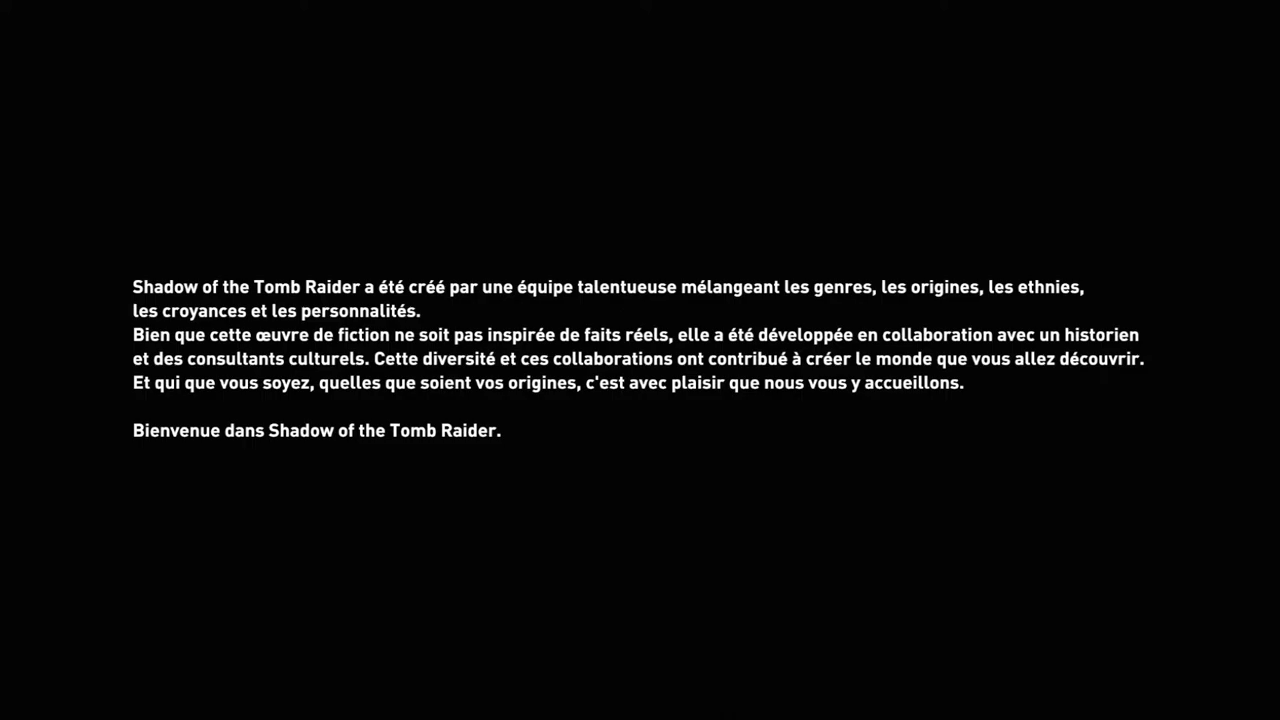 Shadow of the Tomb Raider a été créé par une équipe talentueuse mélangeant les genres, les origines, les ethnies,
les croyances et les personnalités.
Bien que cette œuvre de fiction ne soit pas inspirée de faits réels, elle a été développée en collaboration avec un historien
et des consultants culturels. Cette diversité et ces collaborations ont contribué à créer le monde que vous allez découvrir.
Et qui que vous soyez, quelles que soient vos origines, c'est avec plaisir que nous vous y accueillons.
Bienvenue dans Shadow of the Tomb Raider.